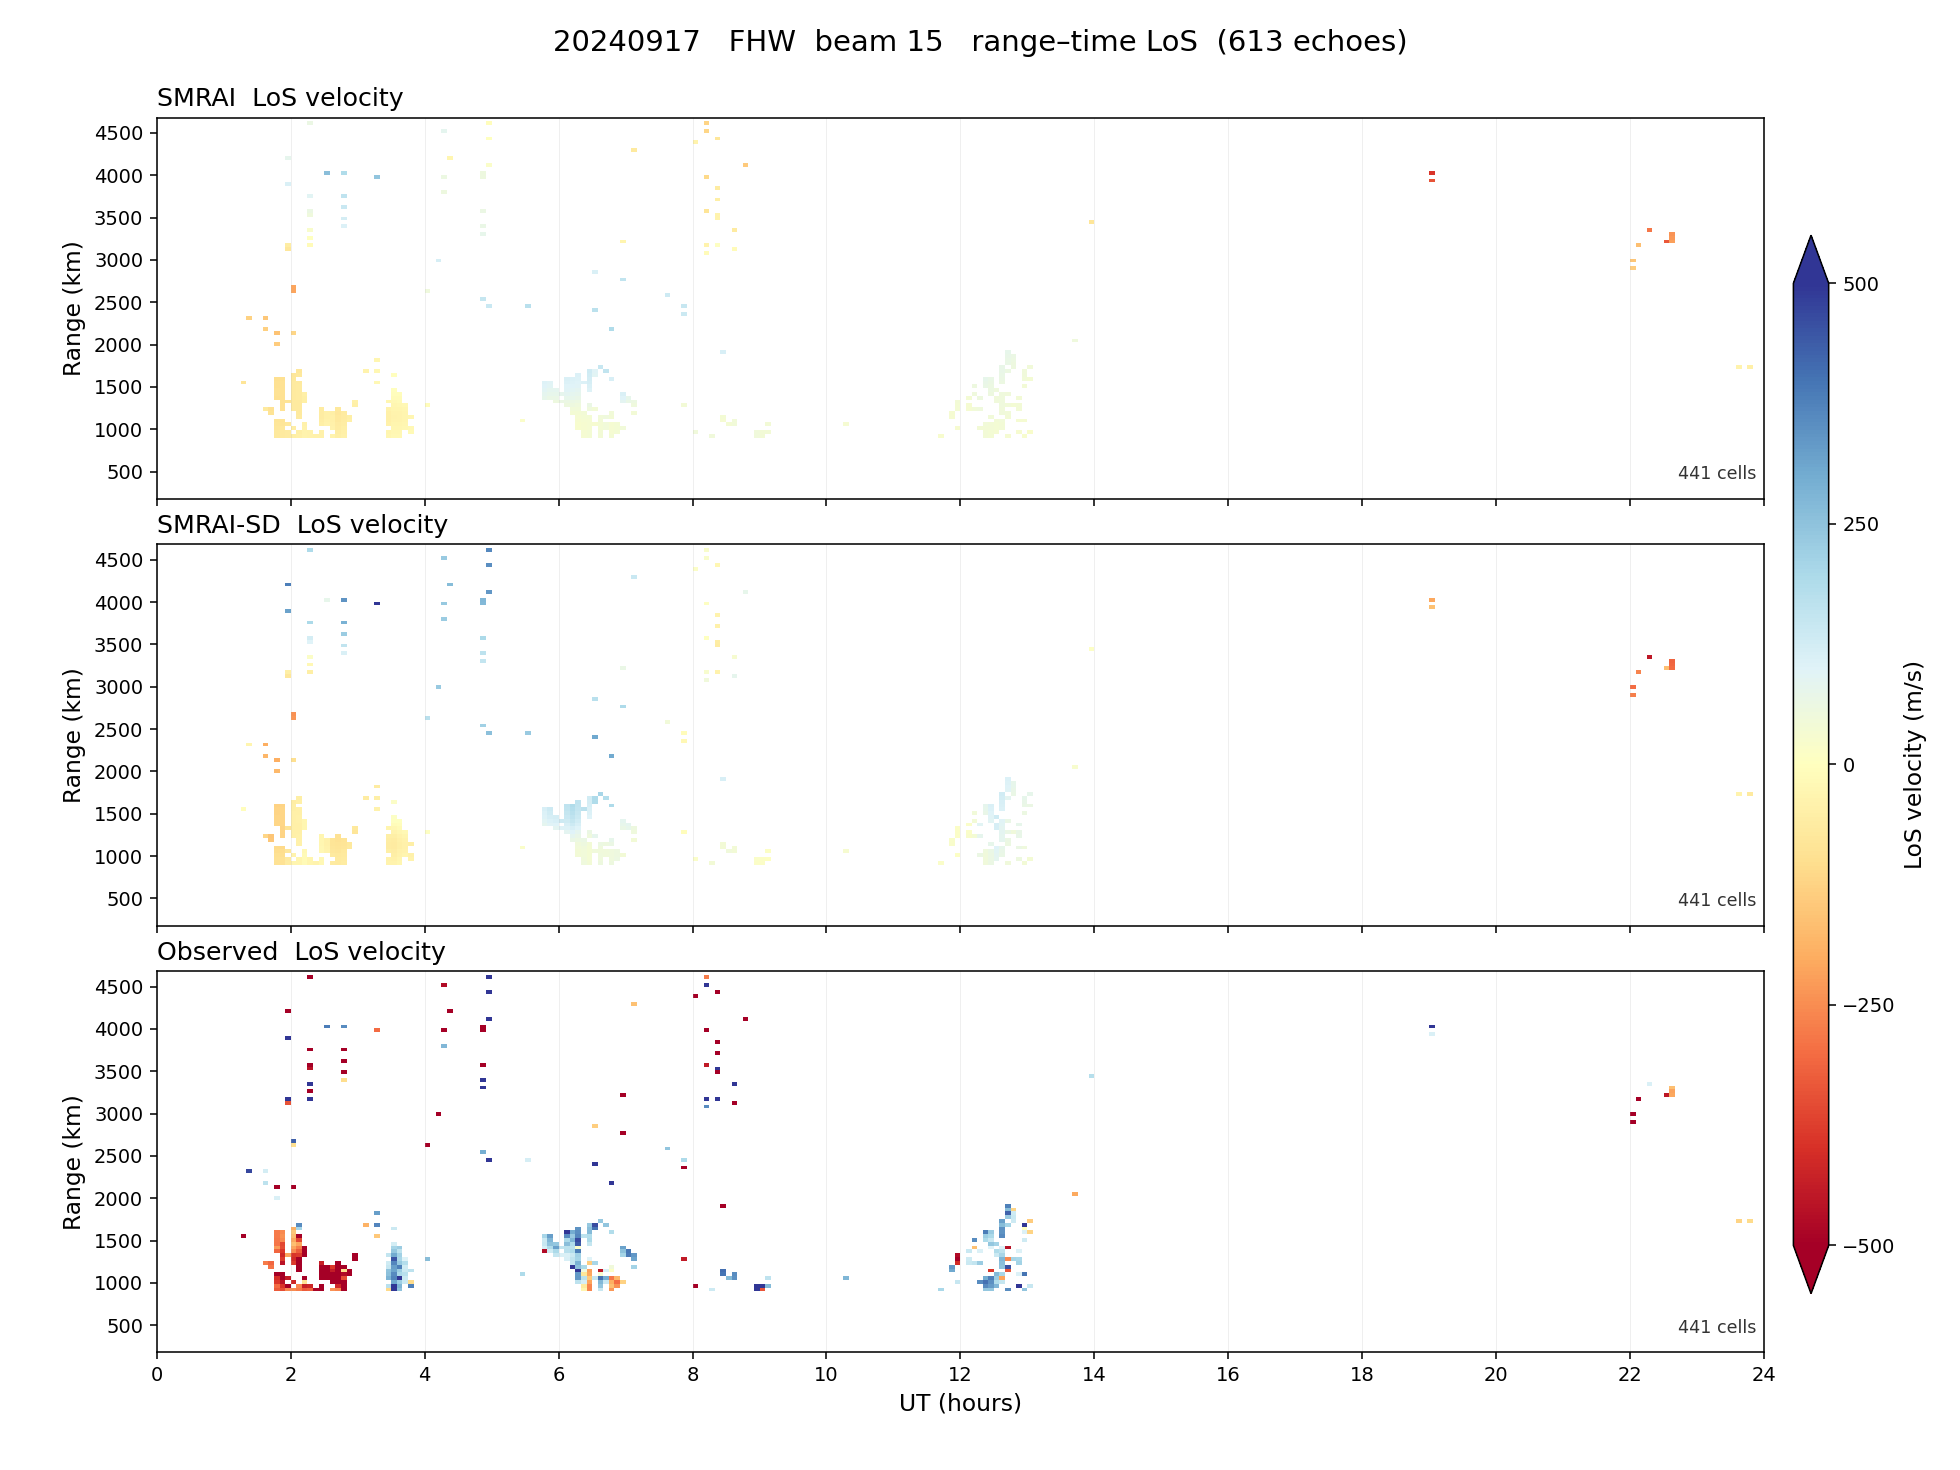 20240917   FHW  beam 15   range–time LoS  (613 echoes)
SMRAI  LoS velocity
4500
4000
3500
3000
2500
2000
1500
1000
500
Range (km)
441 cells
SMRAI-SD  LoS velocity
4500
4000
3500
3000
2500
2000
1500
1000
500
Range (km)
441 cells
Observed  LoS velocity
4500
4000
3500
3000
2500
2000
1500
1000
500
Range (km)
441 cells
0 2 4 6 8 10 12 14 16 18 20 22 24
UT (hours)
500
250
0
−250
−500
LoS velocity (m/s)